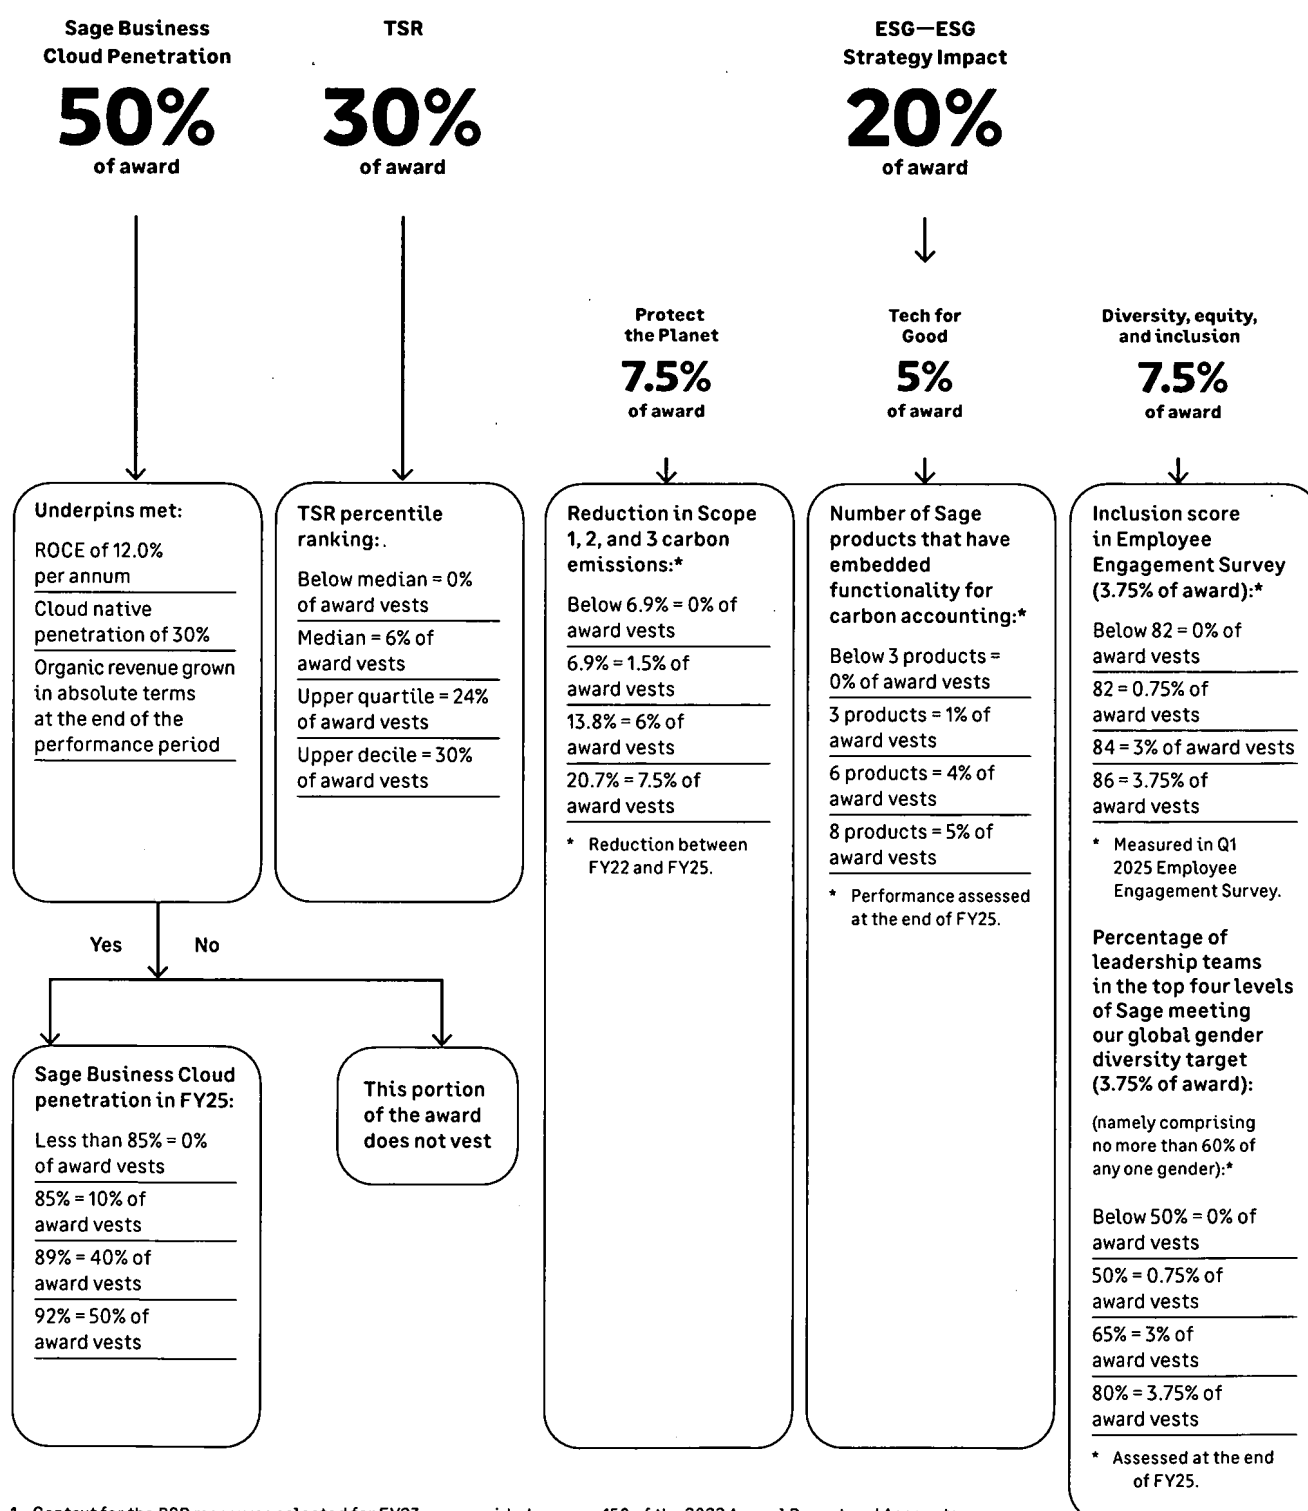 Sage Business
Cloud Penetration
50%
of award
TSR
30%
of award
ESG—ESG
Strategy Impact
20%
of award
Protect
the Planet
7.5%
of award
Tech for
Good
5%
of award
Diversity, equity,
and inclusion
7.5%
of award
Underpins met:
ROCE of 12.0%
per annum
Cloud native
penetration of 30%
Organic revenue grown
in absolute terms
at the end of the
performance period
Yes
No
Sage Business Cloud
penetration in FY25:
Less than 85% = 0%
of award vests
85% = 10% of
award vests
89% = 40% of
award vests
92% = 50% of
award vests
This portion
of the award
does not vest
TSR percentile
ranking:
Below median = 0%
of award vests
Median = 6% of
award vests
Upper quartile = 24%
of award vests
Upper decile = 30%
of award vests
Reduction in Scope
1, 2, and 3 carbon
emissions:*
Below 6.9% = 0% of
award vests
6.9% = 1.5% of
award vests
13.8% = 6% of
award vests
20.7% = 7.5% of
award vests
* Reduction between
FY22 and FY25.
Number of Sage
products that have
embedded
functionality for
carbon accounting:*
Below 3 products =
0% of award vests
3 products = 1% of
award vests
6 products = 4% of
award vests
8 products = 5% of
award vests
* Performance assessed
at the end of FY25.
Inclusion score
in Employee
Engagement Survey
(3.75% of award):*
Below 82 = 0% of
award vests
82 = 0.75% of
award vests
84 = 3% of award vests
86 = 3.75% of
award vests
* Measured in Q1
2025 Employee
Engagement Survey.
Percentage of
leadership teams
in the top four levels
of Sage meeting
our global gender
diversity target
(3.75% of award):
(namely comprising
no more than 60% of
any one gender):*
Below 50% = 0% of
award vests
50% = 0.75% of
award vests
65% = 3% of
award vests
80% = 3.75% of
award vests
* Assessed at the end
of FY25.